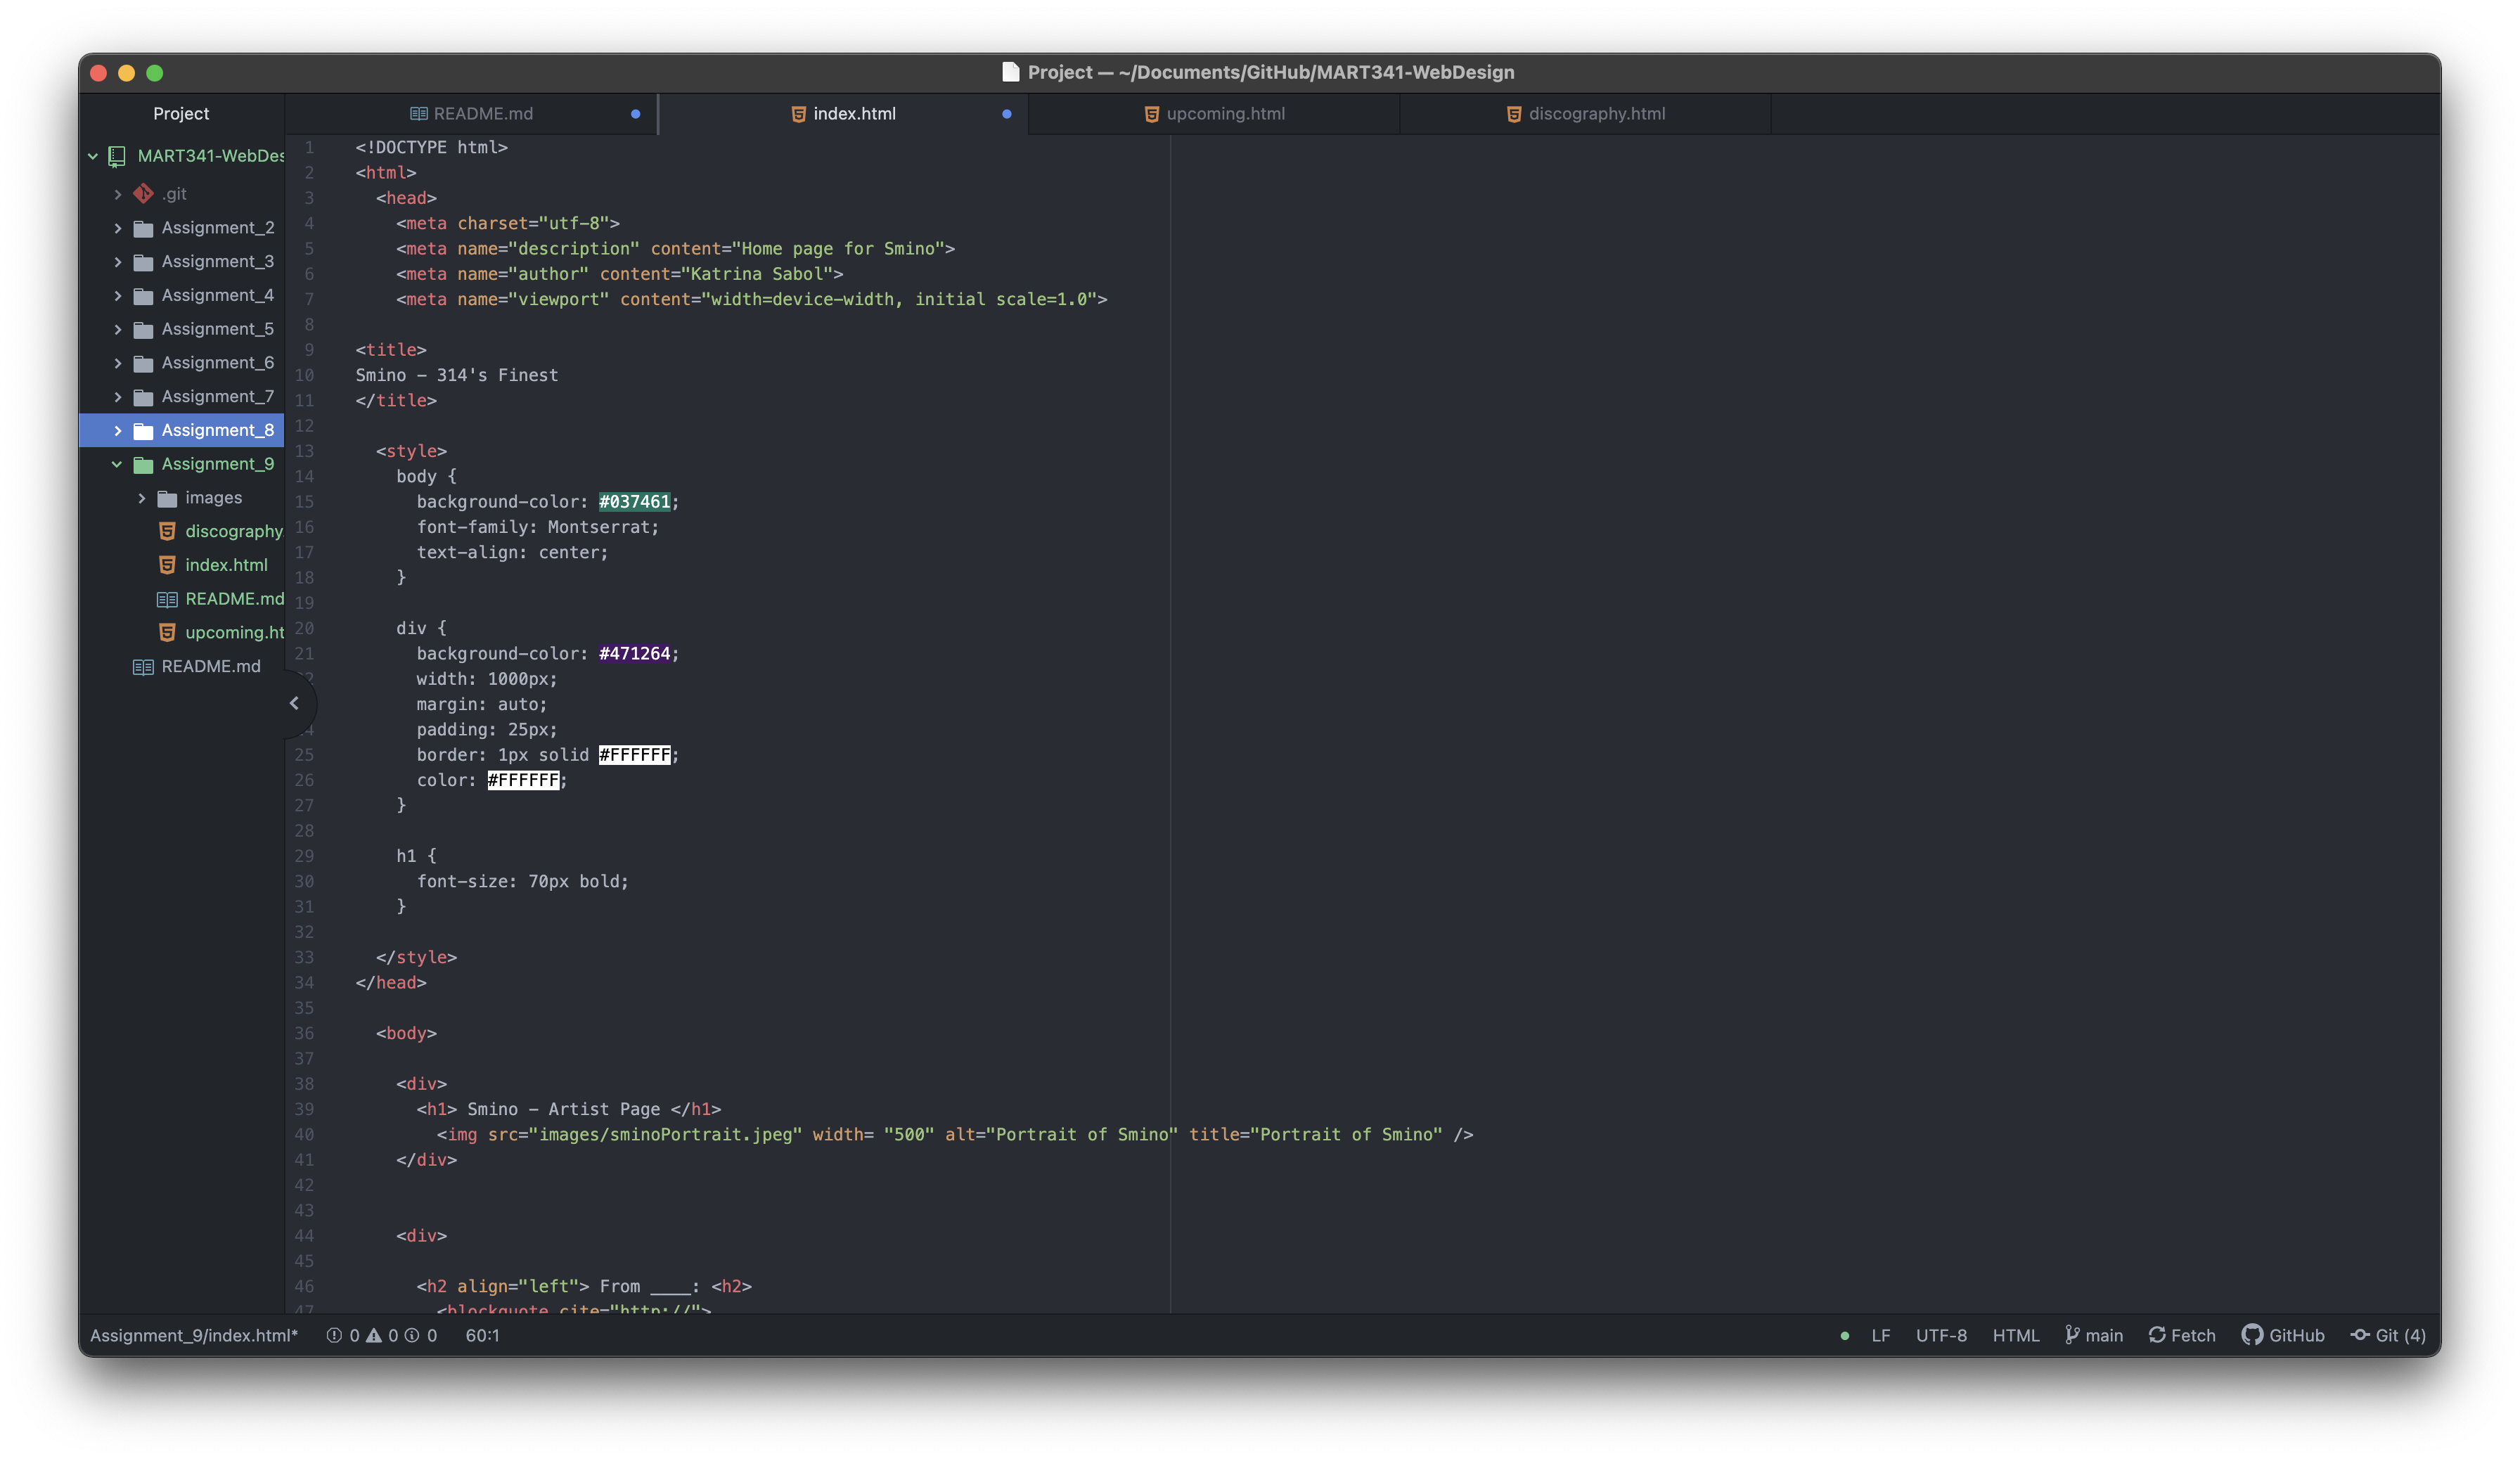 Project — ~/Documents/GitHub/MART341-WebDesign
Project
README.md
index.html
upcoming.html
discography.html
MART341-WebDes
.git
Assignment_2
Assignment_3
Assignment_4
Assignment_5
Assignment_6
Assignment_7
Assignment_8
Assignment_9
images
discography.
index.html
README.md
upcoming.ht
README.md
1 <!DOCTYPE html>
2 <html>
3 <head>
4 <meta charset="utf-8">
5 <meta name="description" content="Home page for Smino">
6 <meta name="author" content="Katrina Sabol">
7 <meta name="viewport" content="width=device-width, initial scale=1.0">
8
9 <title>
10 Smino - 314's Finest
11 </title>
12
13 <style>
14 body {
15 background-color: #037461;
16 font-family: Montserrat;
17 text-align: center;
18 }
19
20 div {
21 background-color: #471264;
width: 1000px;
margin: auto;
padding: 25px;
25 border: 1px solid #FFFFFF;
26 color: #FFFFFF;
27 }
28
29 h1 {
30 font-size: 70px bold;
31 }
32
33 </style>
34 </head>
35
36 <body>
37
38 <div>
39 <h1> Smino - Artist Page </h1>
40 <img src="images/sminoPortrait.jpeg" width= "500" alt="Portrait of Smino" title="Portrait of Smino" />
41 </div>
42
43
44 <div>
45
46 <h2 align="left"> From ____: <h2>
47 <blockquote cite="http://">
Assignment_9/index.html* 0 0 0 60:1
LF UTF-8 HTML main Fetch GitHub Git (4)